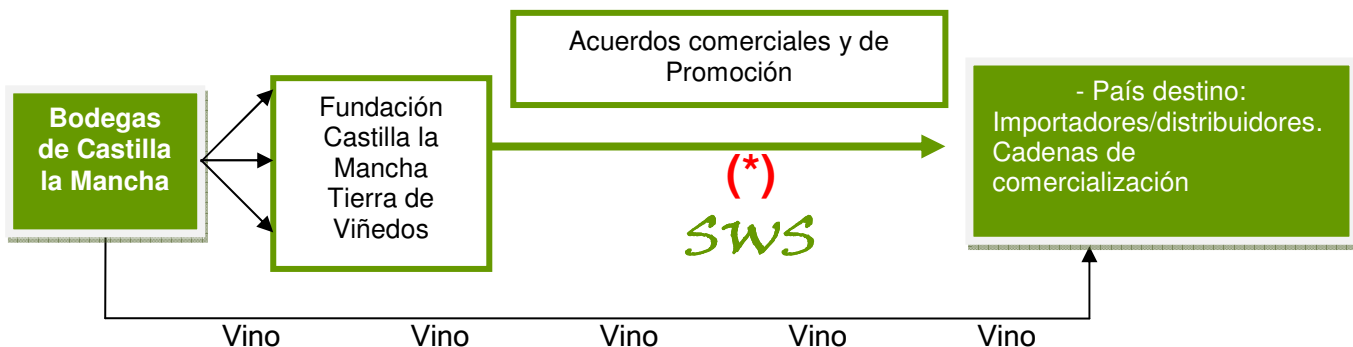 Acuerdos comerciales y de
Promoción
Bodegas
de Castilla
la Mancha
Fundación
Castilla la
Mancha
Tierra de
Viñedos
- País destino:
Importadores/distribuidores.
Cadenas de
comercialización
(*)
SWS
Vino Vino Vino Vino Vino